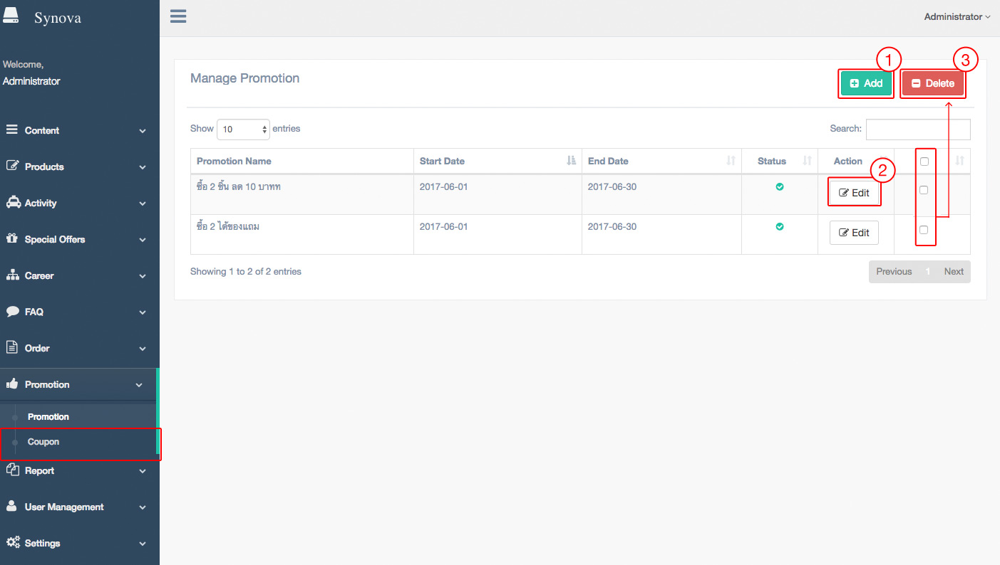 Synova
Administrator
Welcome,
Administrator
Content
Products
Activity
Special Offers
Career
FAQ
Order
Promotion
Promotion
Coupon
Report
User Management
Settings
Manage Promotion
1
Add
3
Delete
Show 10 entries
Search:
Promotion Name Start Date End Date Status Action
2
ซื้อ 2 ชิ้น ลด 10 บาทท 2017-06-01 2017-06-30 Edit
ซื้อ 2 ได้ของแถม 2017-06-01 2017-06-30 Edit
Showing 1 to 2 of 2 entries
Previous 1 Next